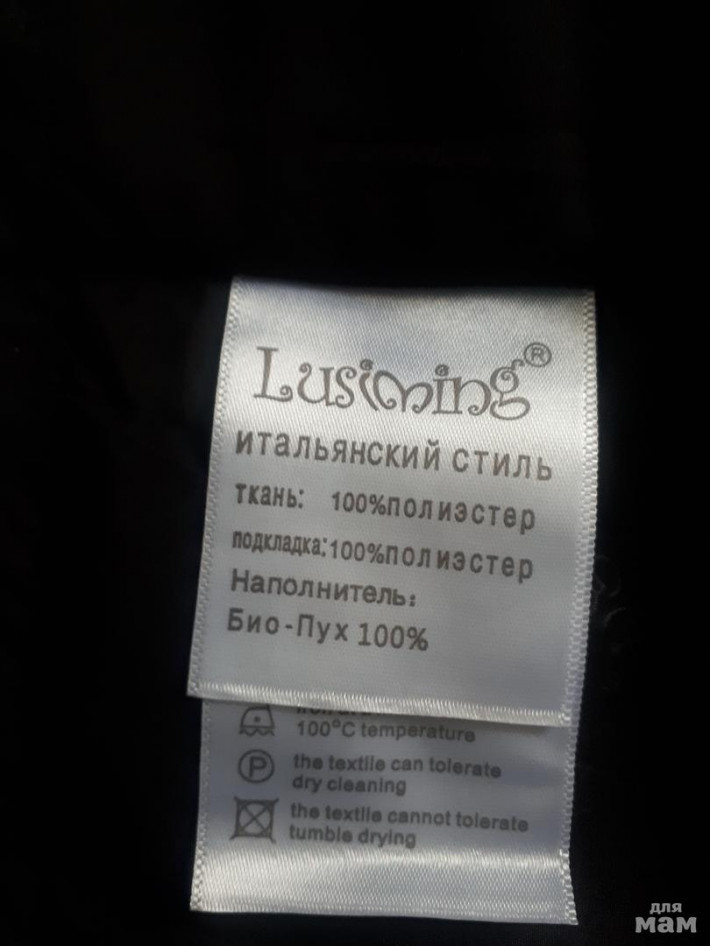 Lusiming®
ИТАЛЬЯНСКИЙ СТИЛЬ
ткань: 100%полиэстер
подкладка:100%полиэстер
Наполнитель:
Био-Пух 100%
100°C temperature
P
the textile can tolerate
dry cleaning
the textile cannot tolerate
tumble drying
для
мам